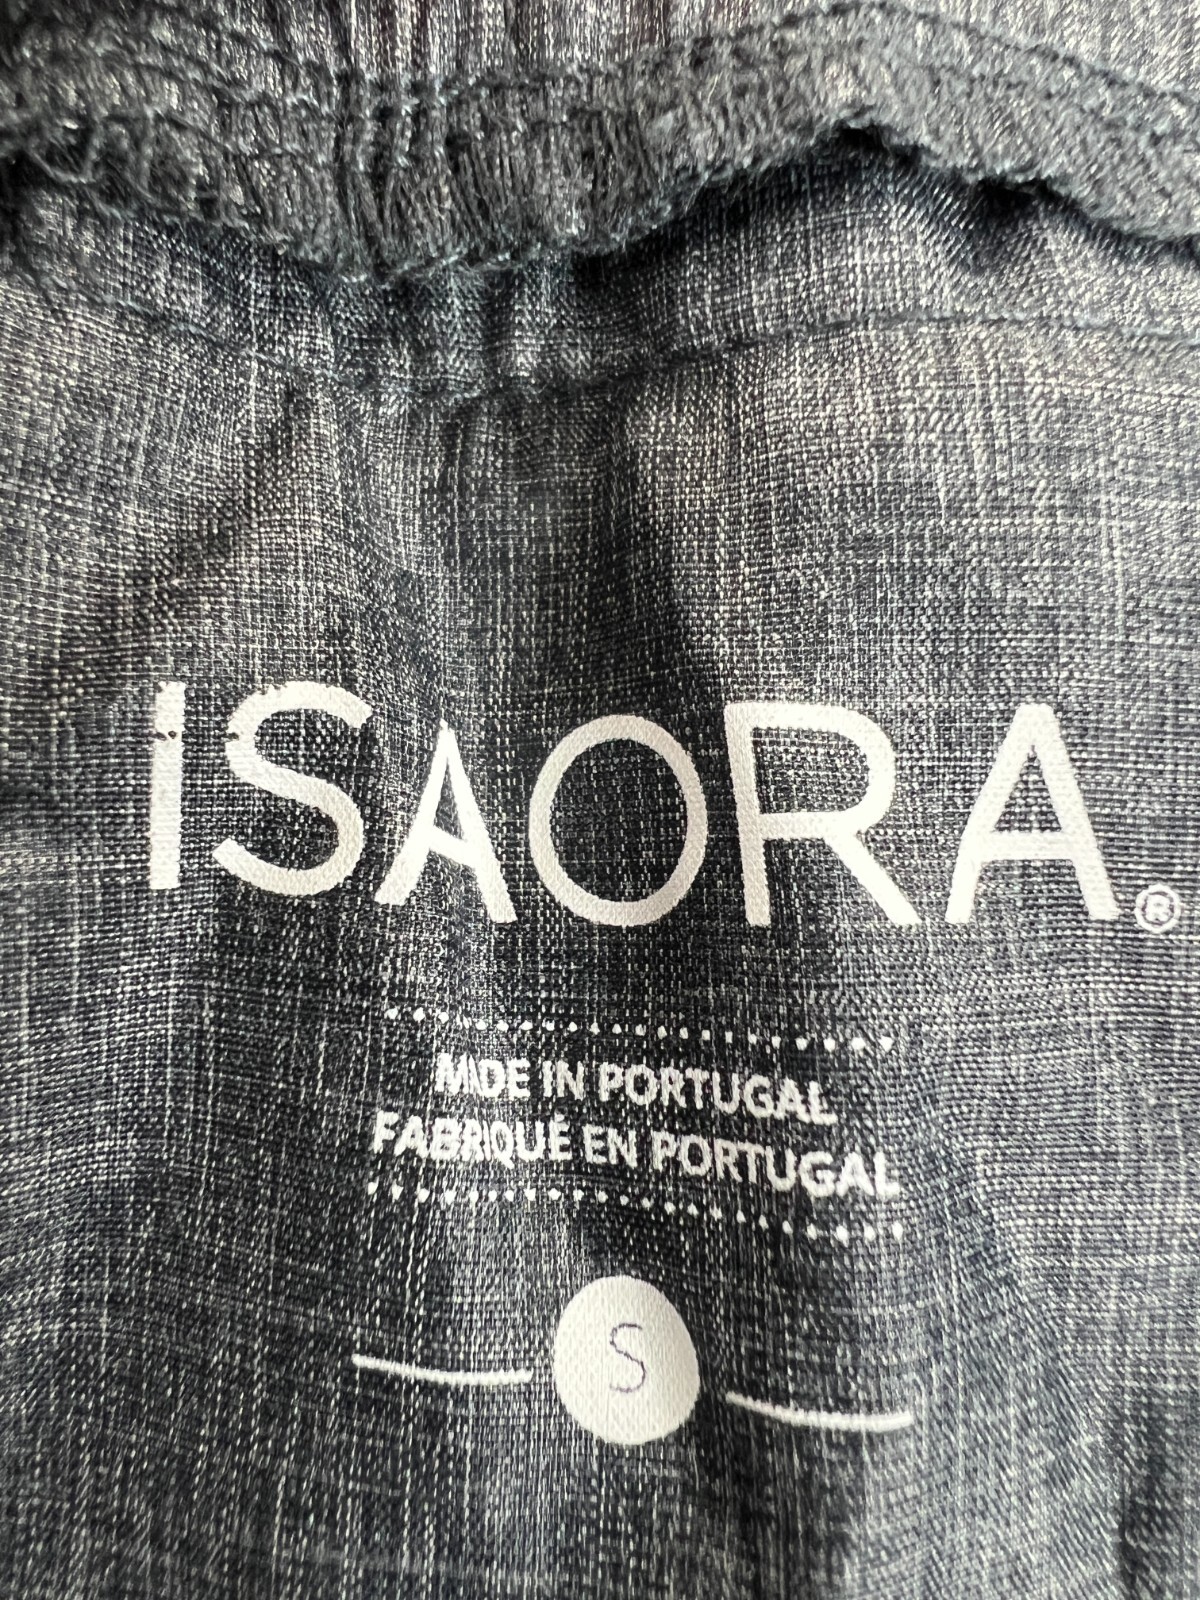 ISAORA®
MADE IN PORTUGAL
FABRIQUÉ EN PORTUGAL
S